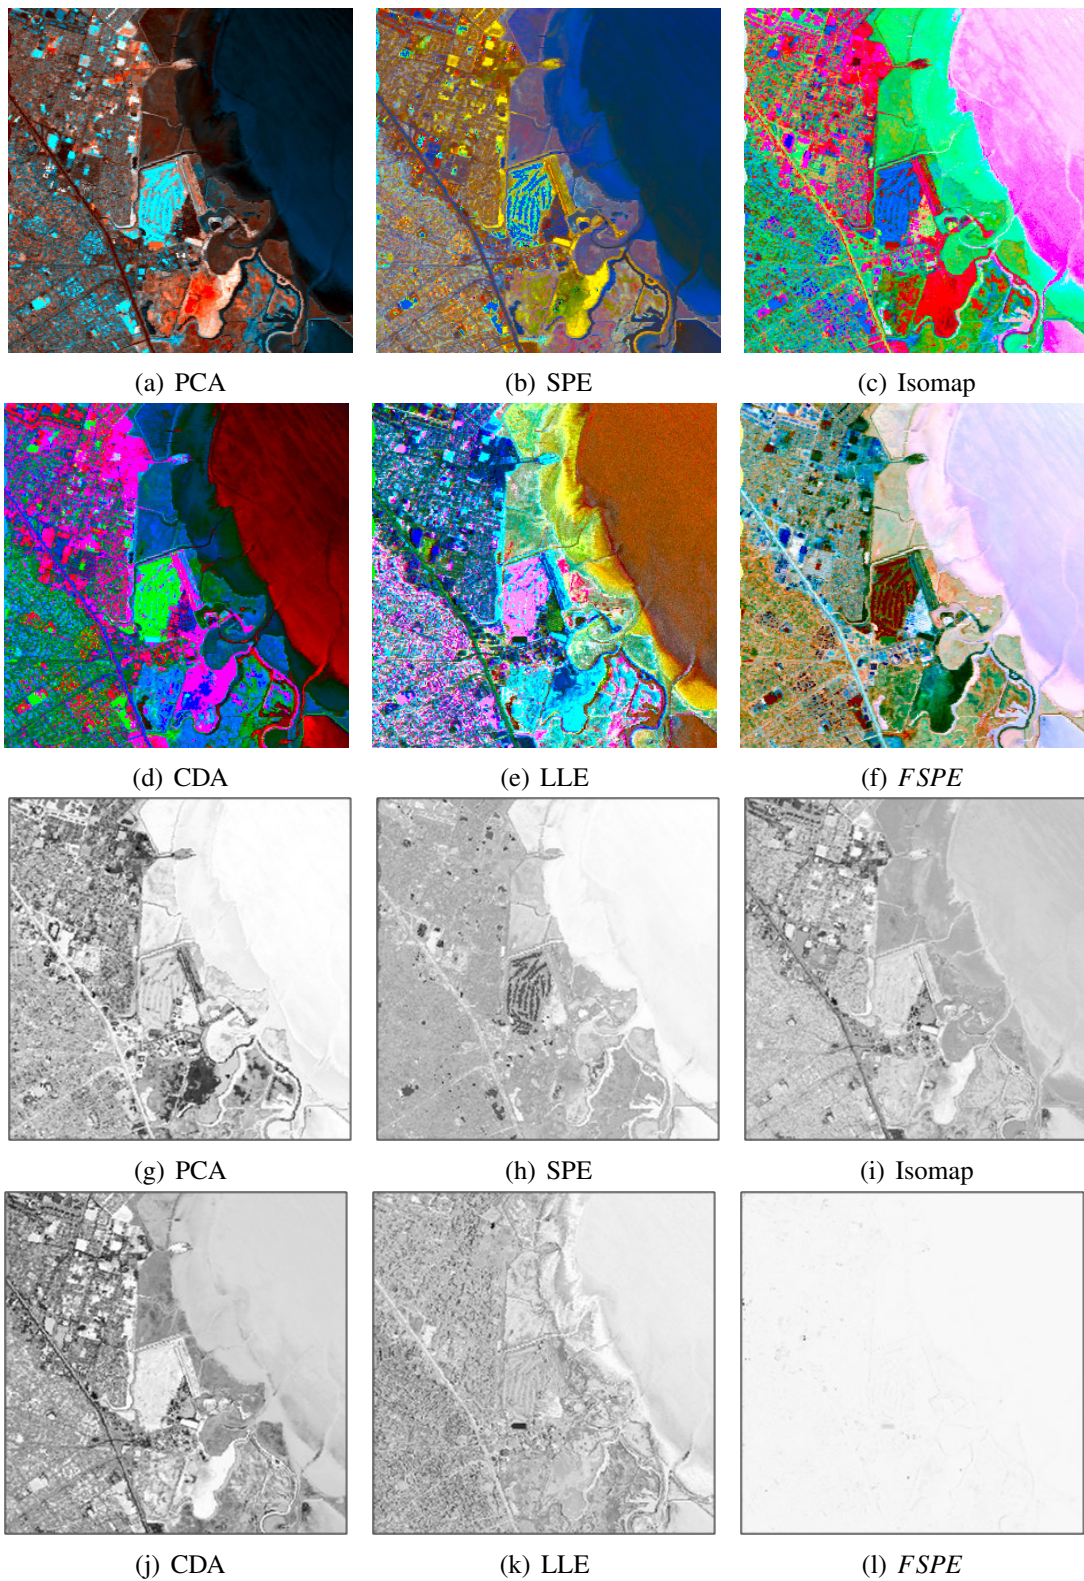 (a) PCA
(b) SPE
(c) Isomap
(d) CDA
(e) LLE
(f) FSPE
(g) PCA
(h) SPE
(i) Isomap
(j) CDA
(k) LLE
(l) FSPE